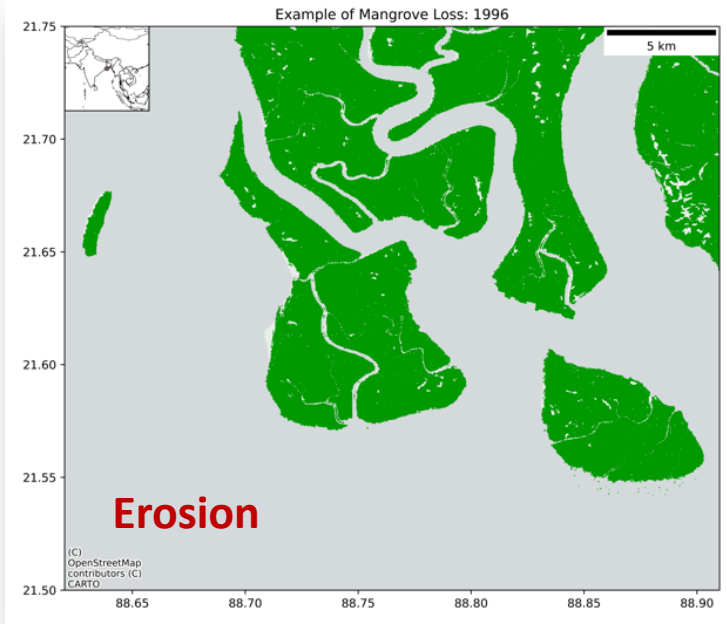 Example of Mangrove Loss: 1996
21.75
5 km
21.70
21.65
21.60
21.55
Erosion
(C)
OpenStreetMap
contributors (C)
CARTO
21.50
88.65 88.70 88.75 88.80 88.85 88.90